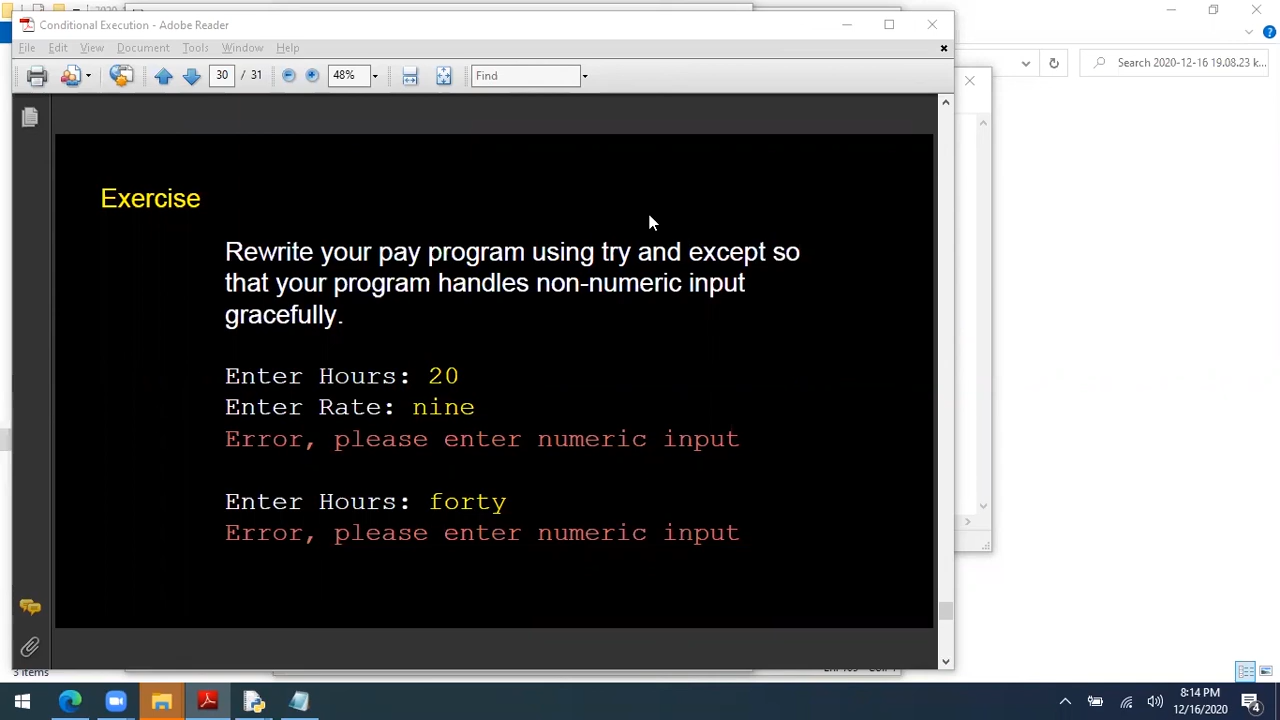 Conditional Execution - Adobe Reader
File Edit View Document Tools Window Help
30 / 31 48% Find
Search 2020-12-16 19.08.23 k...
Exercise
Rewrite your pay program using try and except so
that your program handles non-numeric input
gracefully.
Enter Hours: 20
Enter Rate: nine
Error, please enter numeric input
Enter Hours: forty
Error, please enter numeric input
3 items
8:14 PM
12/16/2020
4